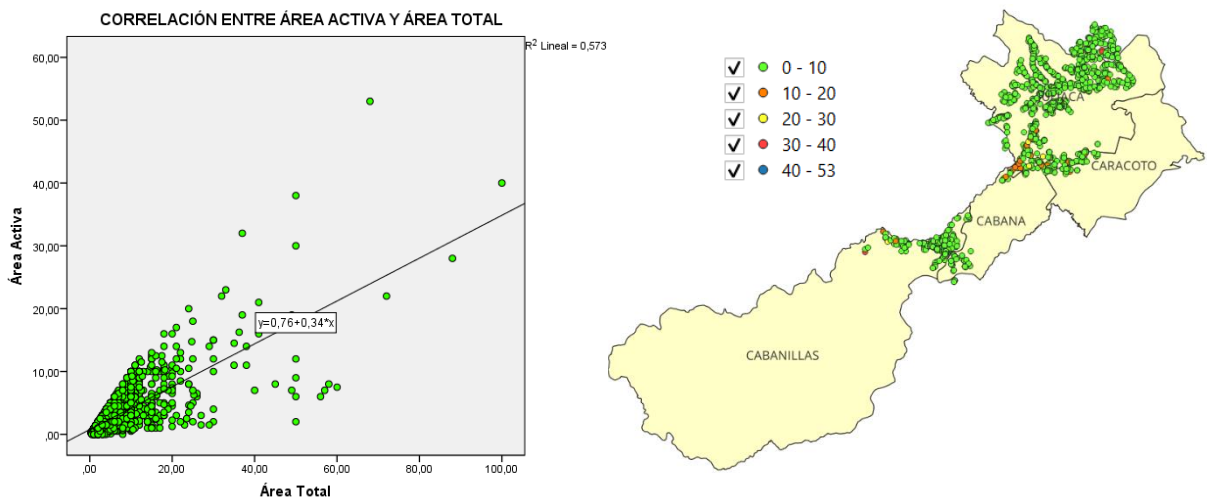 CORRELACIÓN ENTRE ÁREA ACTIVA Y ÁREA TOTAL
R2 Lineal = 0,573
60,00
50,00
40,00
30,00
20,00
10,00
,00
Área Activa
y=0,76+0,34*x
,00 20,00 40,00 60,00 80,00 100,00
Área Total
0 - 10
10 - 20
20 - 30
30 - 40
40 - 53
CARACOTO
CABANA
CABANILLAS